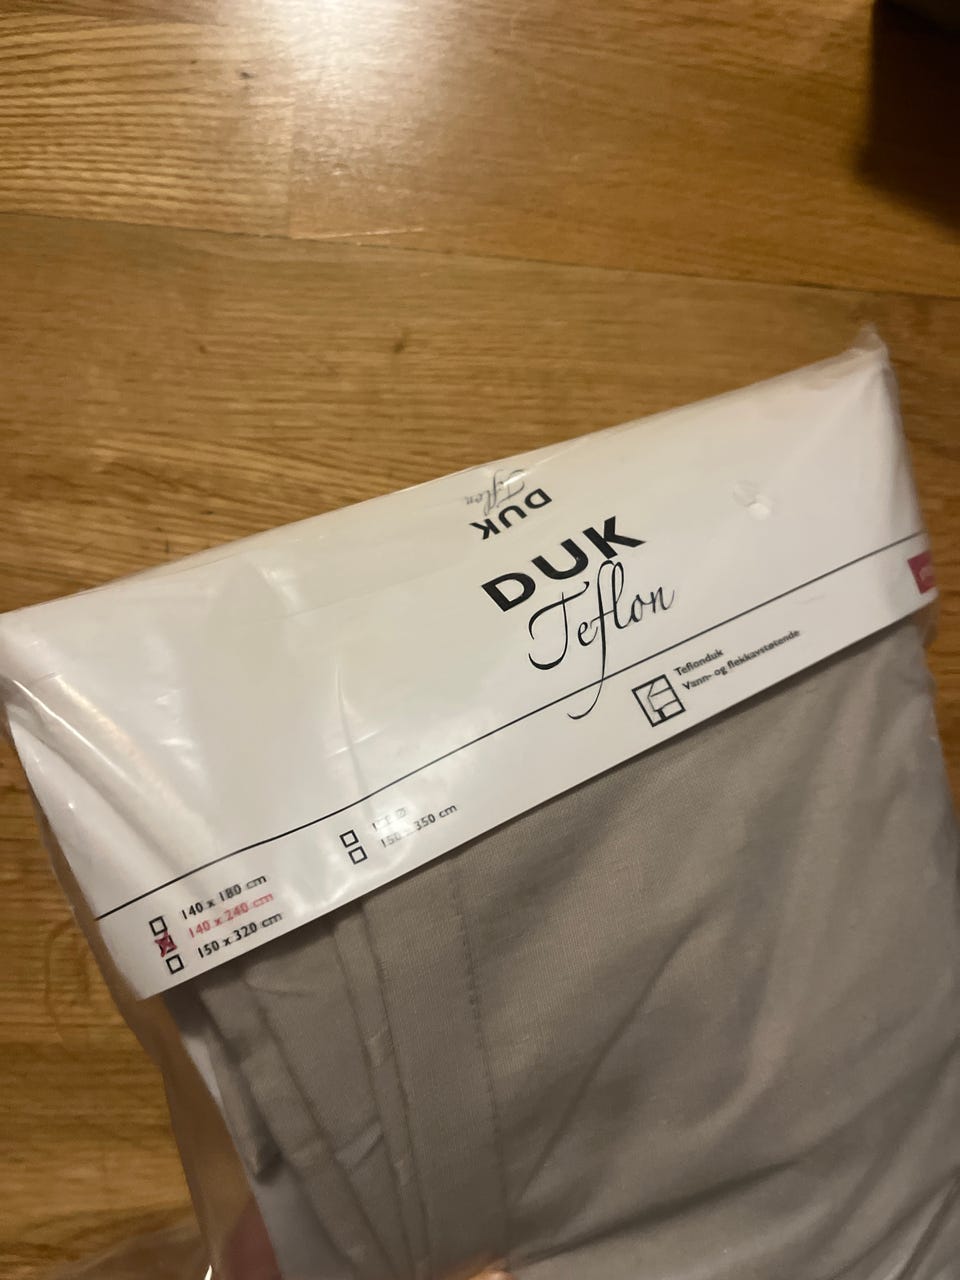 DUK
Teflon
DUK
Teflon
Teflonduk
Vann- og flekkavstøtende
150 x 350 cm
140 x 180 cm
140 x 240 cm
150 x 320 cm